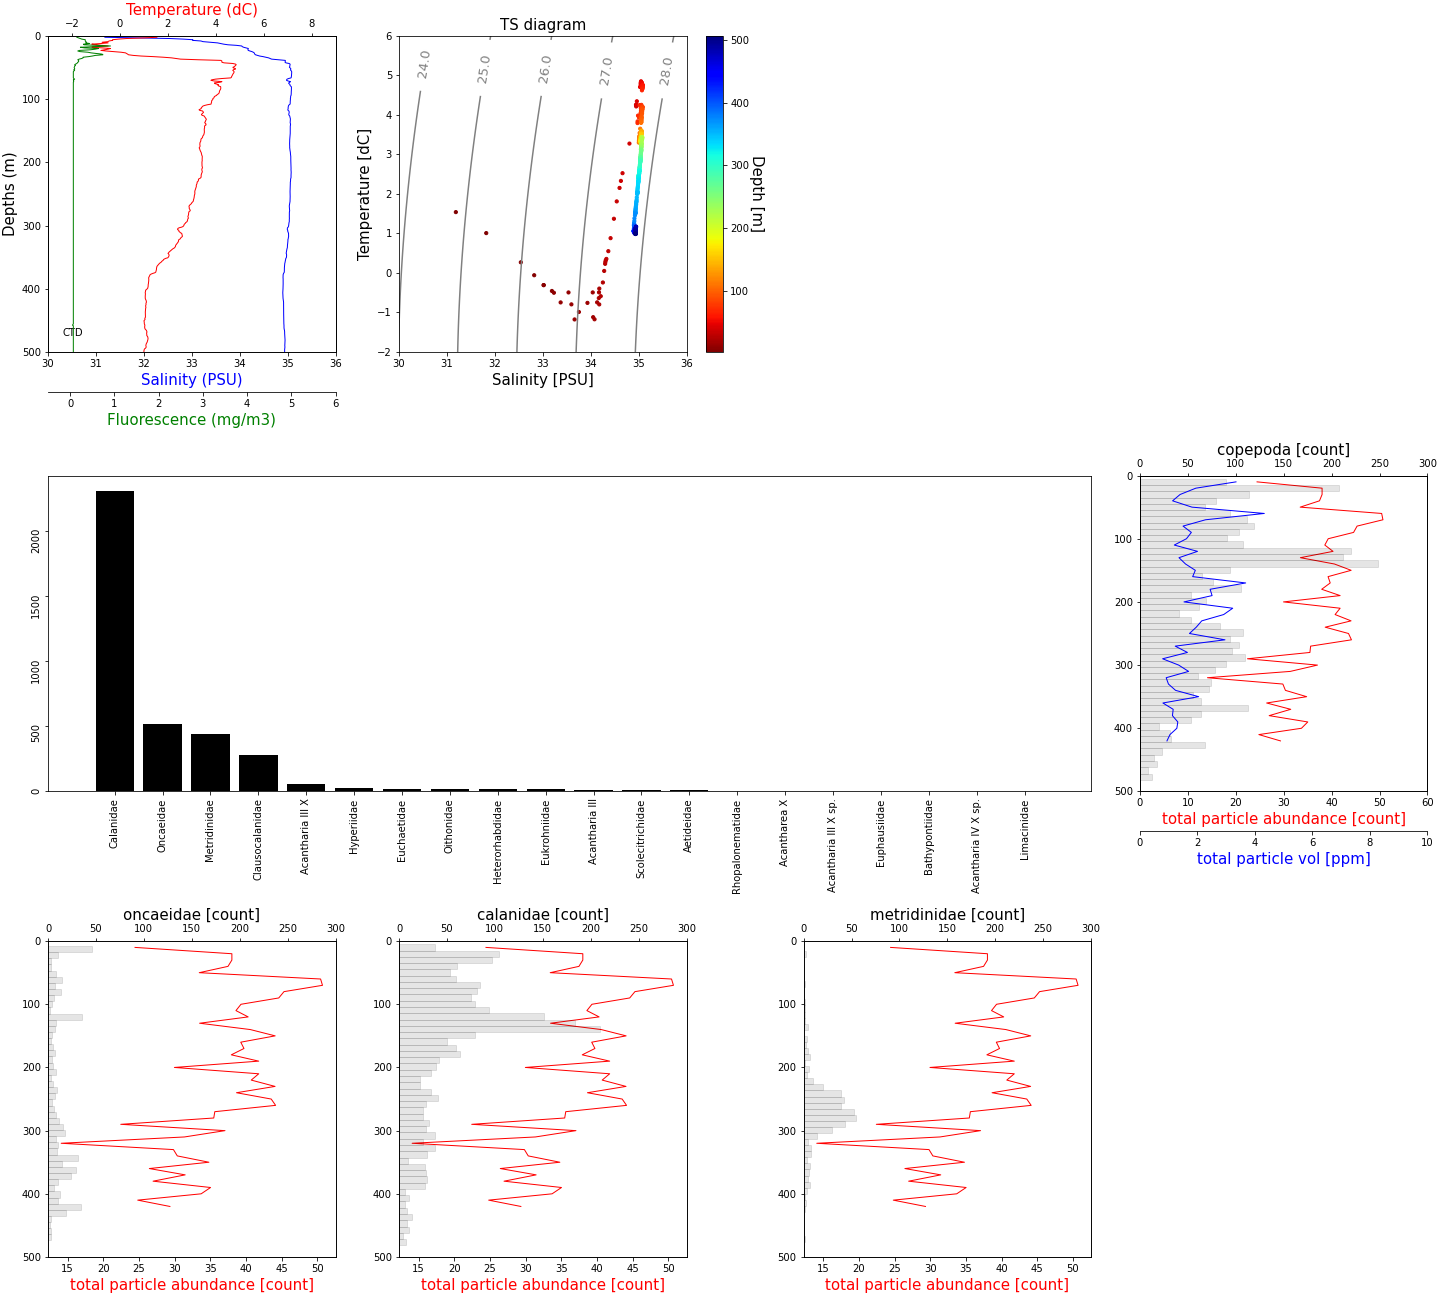 Temperature (dC)
−2 0 2 4 6 8
0
100
200
300
400
500
Depths (m)
CTD
30 31 32 33 34 35 36
Salinity (PSU)
0 1 2 3 4 5 6
Fluorescence (mg/m3)
TS diagram
24.0 25.0 26.0 27.0 28.0
6
5
4
3
2
1
0
−1
−2
Temperature [dC]
30 31 32 33 34 35 36
Salinity [PSU]
500
400
300
200
100
Depth [m]
2000
1500
1000
500
0
Calanidae
Oncaeidae
Metridinidae
Clausocalanidae
Acantharia III X
Hyperiidae
Euchaetidae
Oithonidae
Heterorhabdidae
Eukrohniidae
Acantharia III
Scolecitrichidae
Aetideidae
Rhopalonematidae
Acantharea X
Acantharia III X sp.
Euphausiidae
Bathypontiidae
Acantharia IV X sp.
Limacinidae
copepoda [count]
0 50 100 150 200 250 300
0
100
200
300
400
500
0 10 20 30 40 50 60
total particle abundance [count]
0 2 4 6 8 10
total particle vol [ppm]
oncaeidae [count]
0 50 100 150 200 250 300
0
100
200
300
400
500
15 20 25 30 35 40 45 50
total particle abundance [count]
calanidae [count]
0 50 100 150 200 250 300
0
100
200
300
400
500
15 20 25 30 35 40 45 50
total particle abundance [count]
metridinidae [count]
0 50 100 150 200 250 300
0
100
200
300
400
500
15 20 25 30 35 40 45 50
total particle abundance [count]